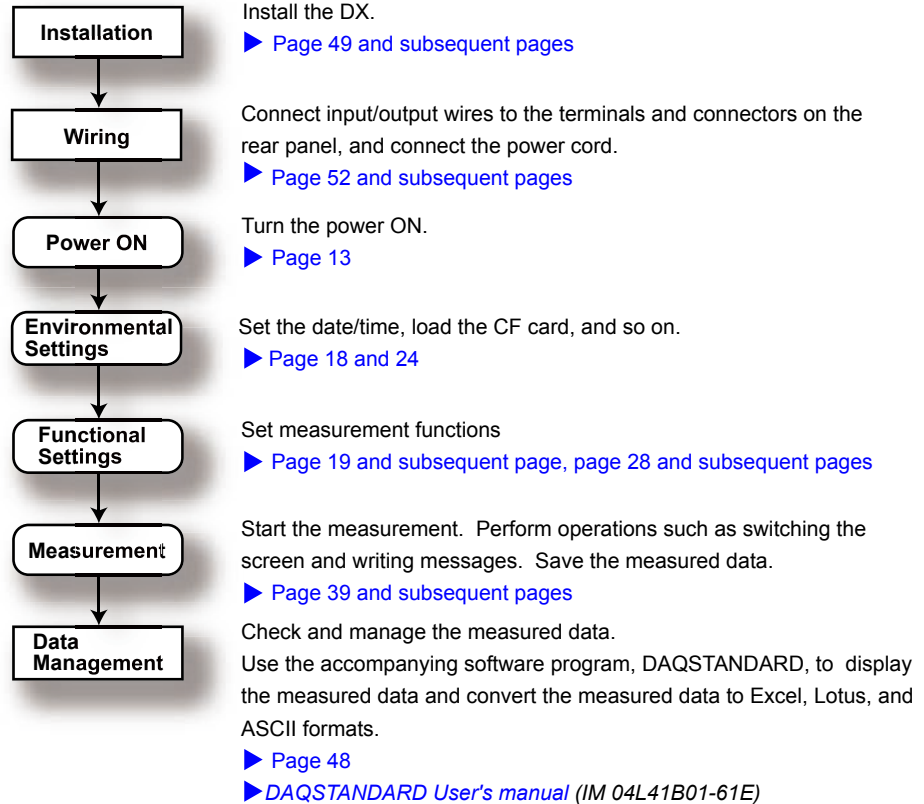 Installation
Install the DX.
▶ Page 49 and subsequent pages
Wiring
Connect input/output wires to the terminals and connectors on the
rear panel, and connect the power cord.
▶ Page 52 and subsequent pages
Power ON
Turn the power ON.
▶ Page 13
Environmental
Settings
Set the date/time, load the CF card, and so on.
▶ Page 18 and 24
Functional
Settings
Set measurement functions
▶ Page 19 and subsequent page, page 28 and subsequent pages
Measurement
Start the measurement.  Perform operations such as switching the
screen and writing messages.  Save the measured data.
▶ Page 39 and subsequent pages
Data
Management
Check and manage the measured data.
Use the accompanying software program, DAQSTANDARD, to  display
the measured data and convert the measured data to Excel, Lotus, and
ASCII formats.
▶ Page 48
▶DAQSTANDARD User's manual (IM 04L41B01-61E)